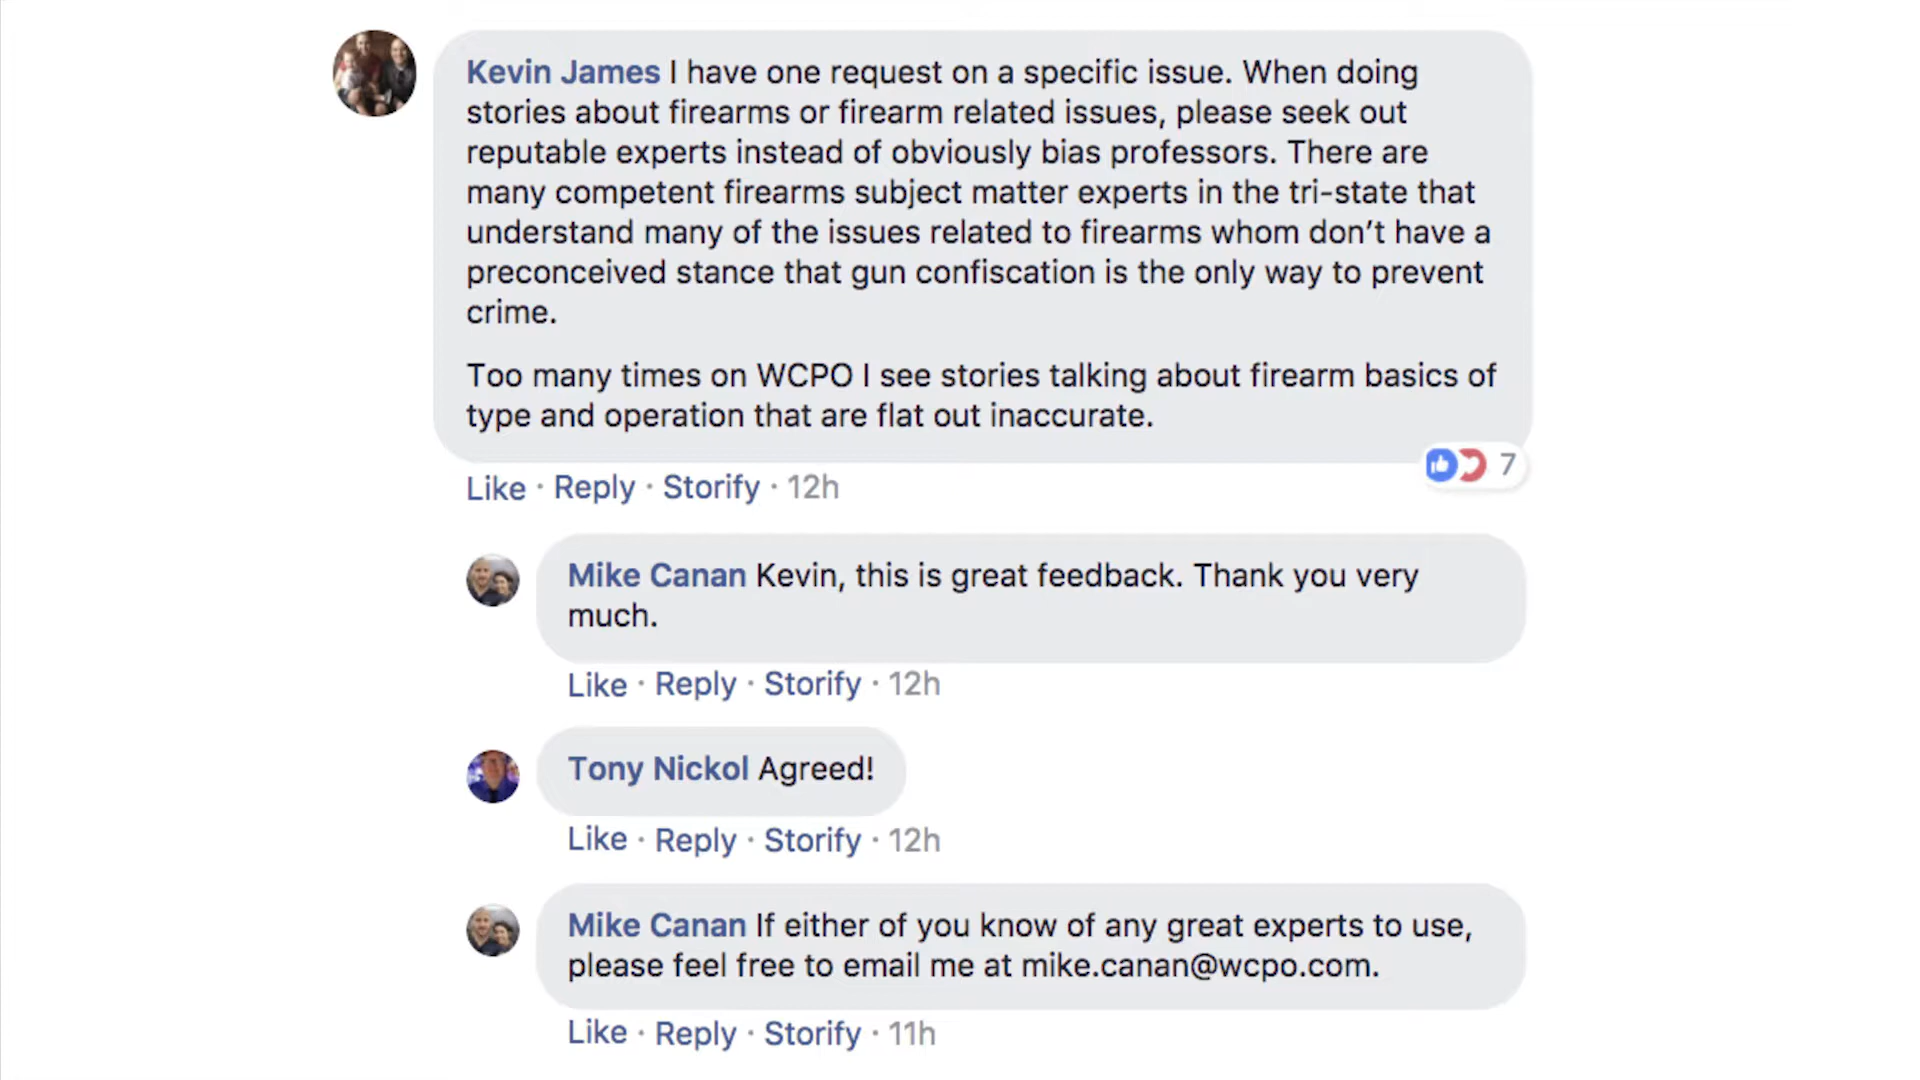 Kevin James I have one request on a specific issue. When doing
stories about firearms or firearm related issues, please seek out
reputable experts instead of obviously bias professors. There are
many competent firearms subject matter experts in the tri-state that
understand many of the issues related to firearms whom don’t have a
preconceived stance that gun confiscation is the only way to prevent
crime.
Too many times on WCPO I see stories talking about firearm basics of
type and operation that are flat out inaccurate.
7
Like · Reply · Storify · 12h
Mike Canan Kevin, this is great feedback. Thank you very
much.
Like · Reply · Storify · 12h
Tony Nickol Agreed!
Like · Reply · Storify · 12h
Mike Canan If either of you know of any great experts to use,
please feel free to email me at mike.canan@wcpo.com.
Like · Reply · Storify · 11h